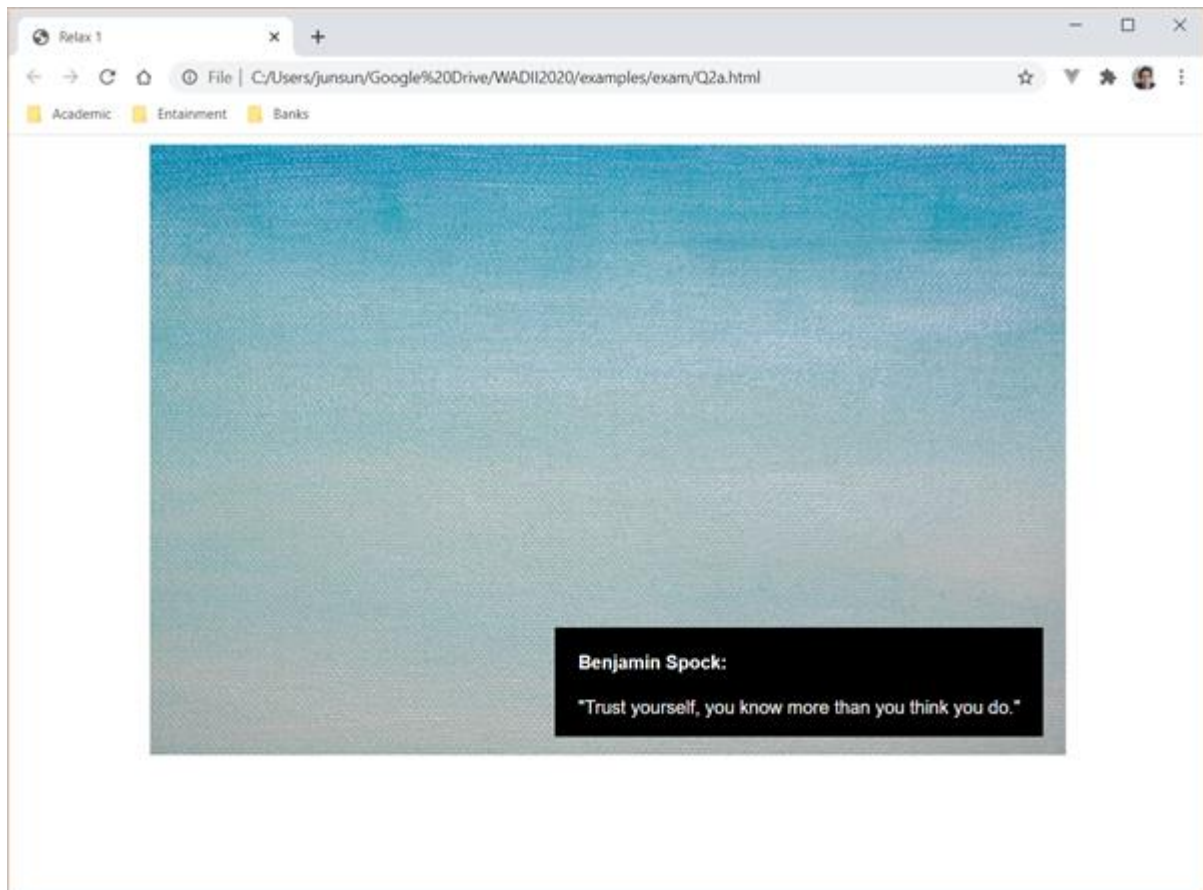 Relax 1
File | C:/Users/junsun/Google%20Drive/WADII2020/examples/exam/Q2a.html
Academic Entainment Banks
Benjamin Spock:
"Trust yourself, you know more than you think you do."